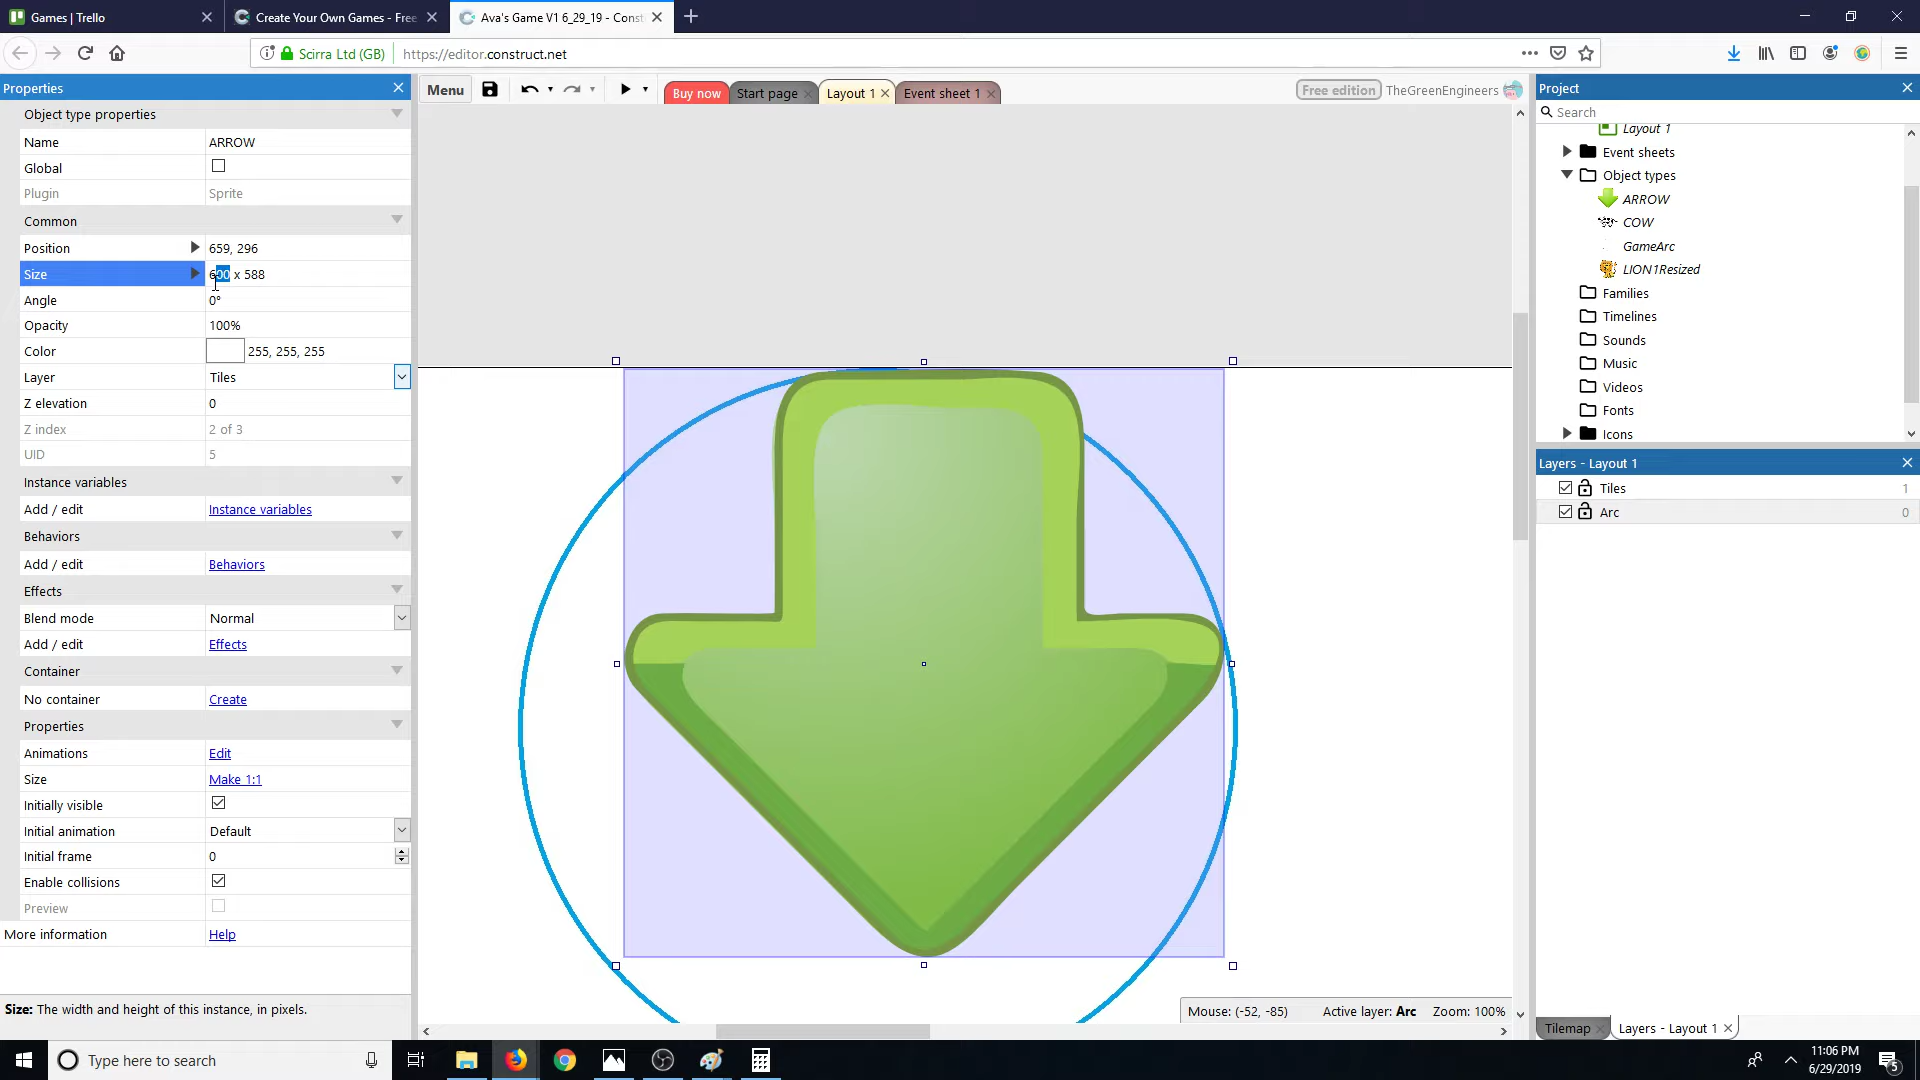 Games | Trello
Create Your Own Games - Free
Ava's Game V1 6_29_19 - Const
Scirra Ltd (GB)
https://editor.construct.net
Properties
Object type properties
Name ARROW
Global
Plugin Sprite
Common
Position 659, 296
Size 600 x 588
Angle 0°
Opacity 100%
Color 255, 255, 255
Layer Tiles
Z elevation 0
Z index 2 of 3
UID 5
Instance variables
Add / edit Instance variables
Behaviors
Add / edit Behaviors
Effects
Blend mode Normal
Add / edit Effects
Container
No container Create
Properties
Animations Edit
Size Make 1:1
Initially visible
Initial animation Default
Initial frame 0
Enable collisions
Preview
More information Help
Size: The width and height of this instance, in pixels.
Menu
Buy now
Start page
Layout 1
Event sheet 1
Free edition
TheGreenEngineers
Mouse: (-52, -85) Active layer: Arc Zoom: 100%
Project
Search
Layout 1
Event sheets
Object types
ARROW
COW
GameArc
LION1Resized
Families
Timelines
Sounds
Music
Videos
Fonts
Icons
Layers - Layout 1
Tiles 1
Arc 0
Tilemap
Layers - Layout 1
Type here to search
11:06 PM
6/29/2019
5